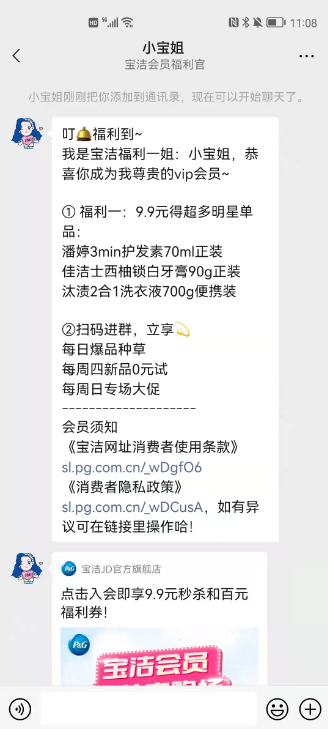 HD 5G 11:08
小宝姐
宝洁会员福利官
小宝姐刚刚把你添加到通讯录，现在可以开始聊天了。
叮🛎福利到~
我是宝洁福利一姐：小宝姐，恭
喜你成为我尊贵的vip会员~
① 福利一：9.9元得超多明星单
品：
潘婷3min护发素70ml正装
佳洁士西柚锁白牙膏90g正装
汰渍2合1洗衣液700g便携装
②扫码进群，立享💫
每日爆品种草
每周四新品0元试
每周日专场大促
--------------------
会员须知
《宝洁网址消费者使用条款》
sl.pg.com.cn/_wDgfO6
《消费者隐私政策》
sl.pg.com.cn/_wDCusA，如有异
议可在链接里操作哈！
P&G 宝洁JD官方旗舰店
点击入会即享9.9元秒杀和百元
福利券！
P&G
宝洁会员